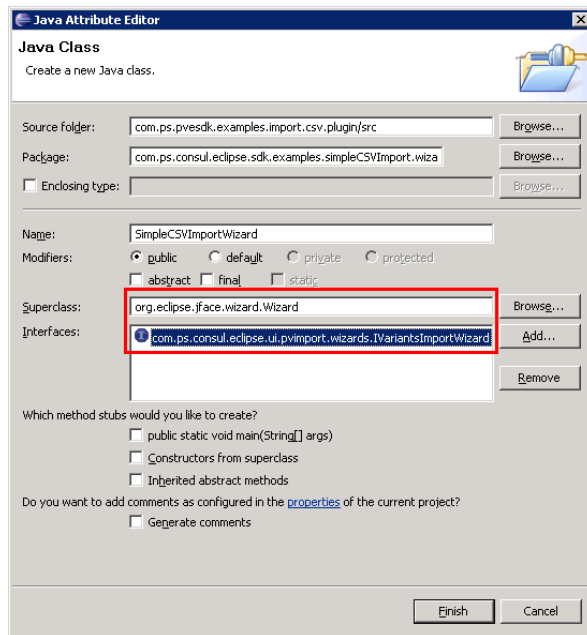 Java Attribute Editor
Java Class
Create a new Java class.
Source folder: com.ps.pvesdk.examples.import.csv.plugin/src Browse...
Package: com.ps.consul.eclipse.sdk.examples.simpleCSVImport.wiza Browse...
Enclosing type: Browse...
Name: SimpleCSVImportWizard
Modifiers: public default private protected
abstract final static
Superclass: org.eclipse.jface.wizard.Wizard Browse...
Interfaces: com.ps.consul.eclipse.ui.pvimport.wizards.IVariantsImportWizard Add...
Remove
Which method stubs would you like to create?
public static void main(String[] args)
Constructors from superclass
Inherited abstract methods
Do you want to add comments as configured in the properties of the current project?
Generate comments
Finish Cancel